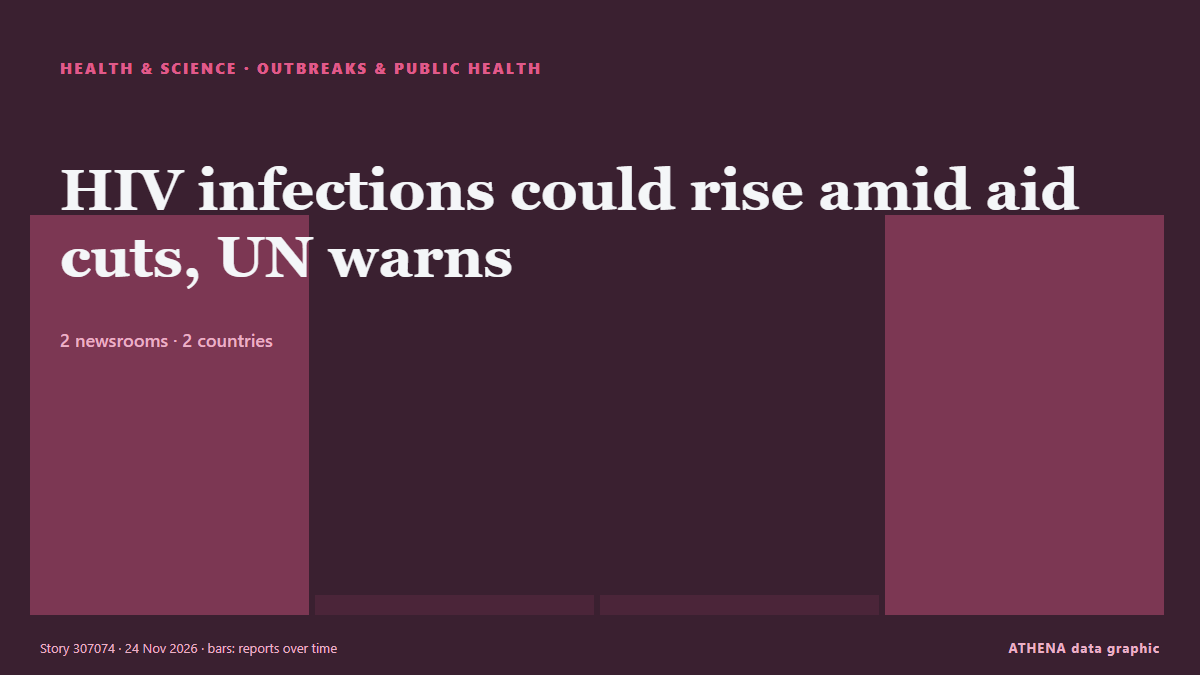 HEALTH & SCIENCE · OUTBREAKS & PUBLIC HEALTH
HIV infections could rise amid aid
cuts, UN warns
2 newsrooms · 2 countries
Story 307074 · 24 Nov 2026 · bars: reports over time
ATHENA data graphic